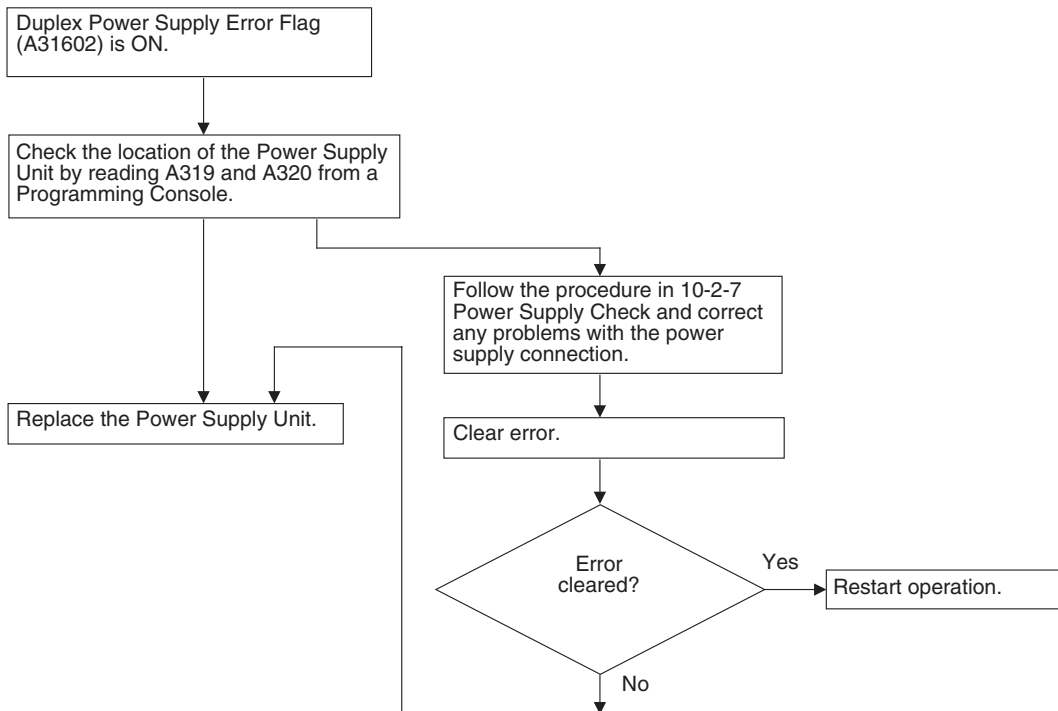 Duplex Power Supply Error Flag
(A31602) is ON.
Check the location of the Power Supply
Unit by reading A319 and A320 from a
Programming Console.
Follow the procedure in 10-2-7
Power Supply Check and correct
any problems with the power
supply connection.
Replace the Power Supply Unit.
Clear error.
Error
cleared?
Yes
Restart operation.
No